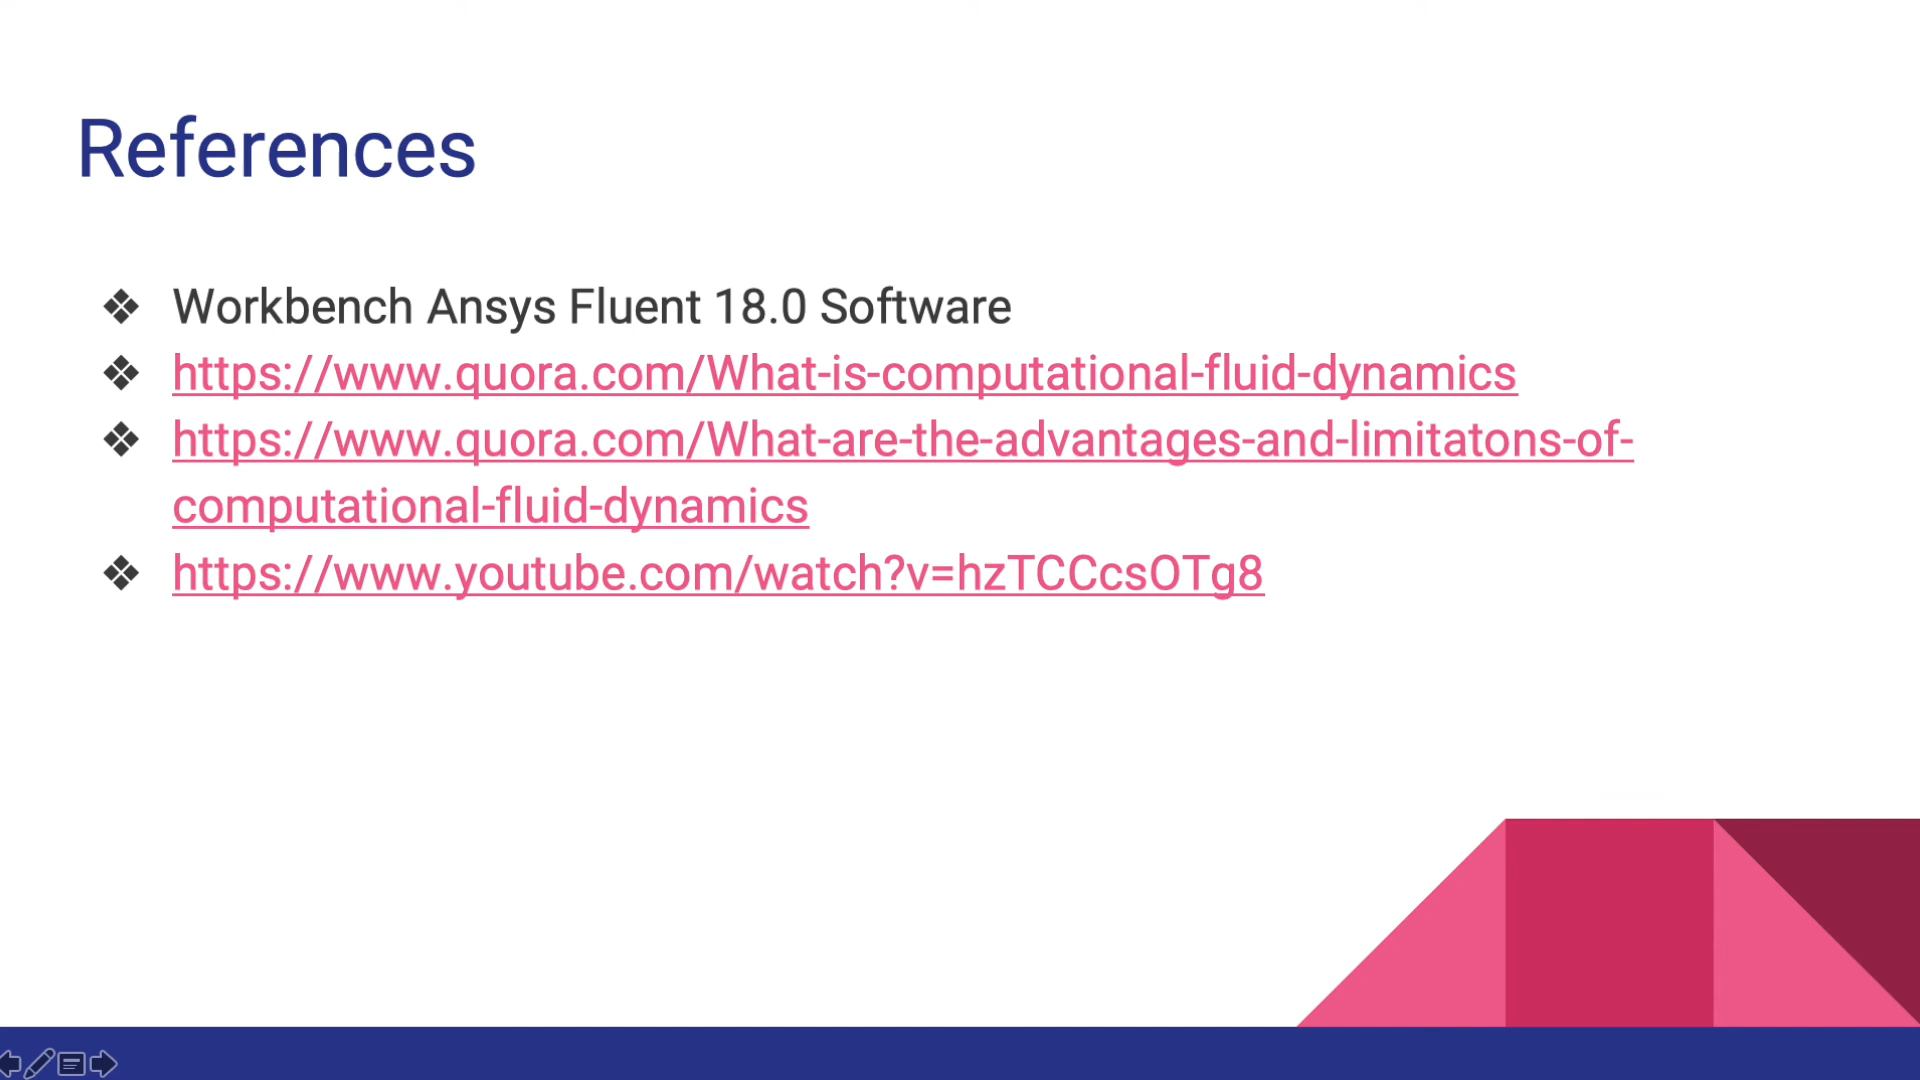 References
❖ Workbench Ansys Fluent 18.0 Software
❖ https://www.quora.com/What-is-computational-fluid-dynamics
❖ https://www.quora.com/What-are-the-advantages-and-limitatons-of-
computational-fluid-dynamics
❖ https://www.youtube.com/watch?v=hzTCCcsOTg8